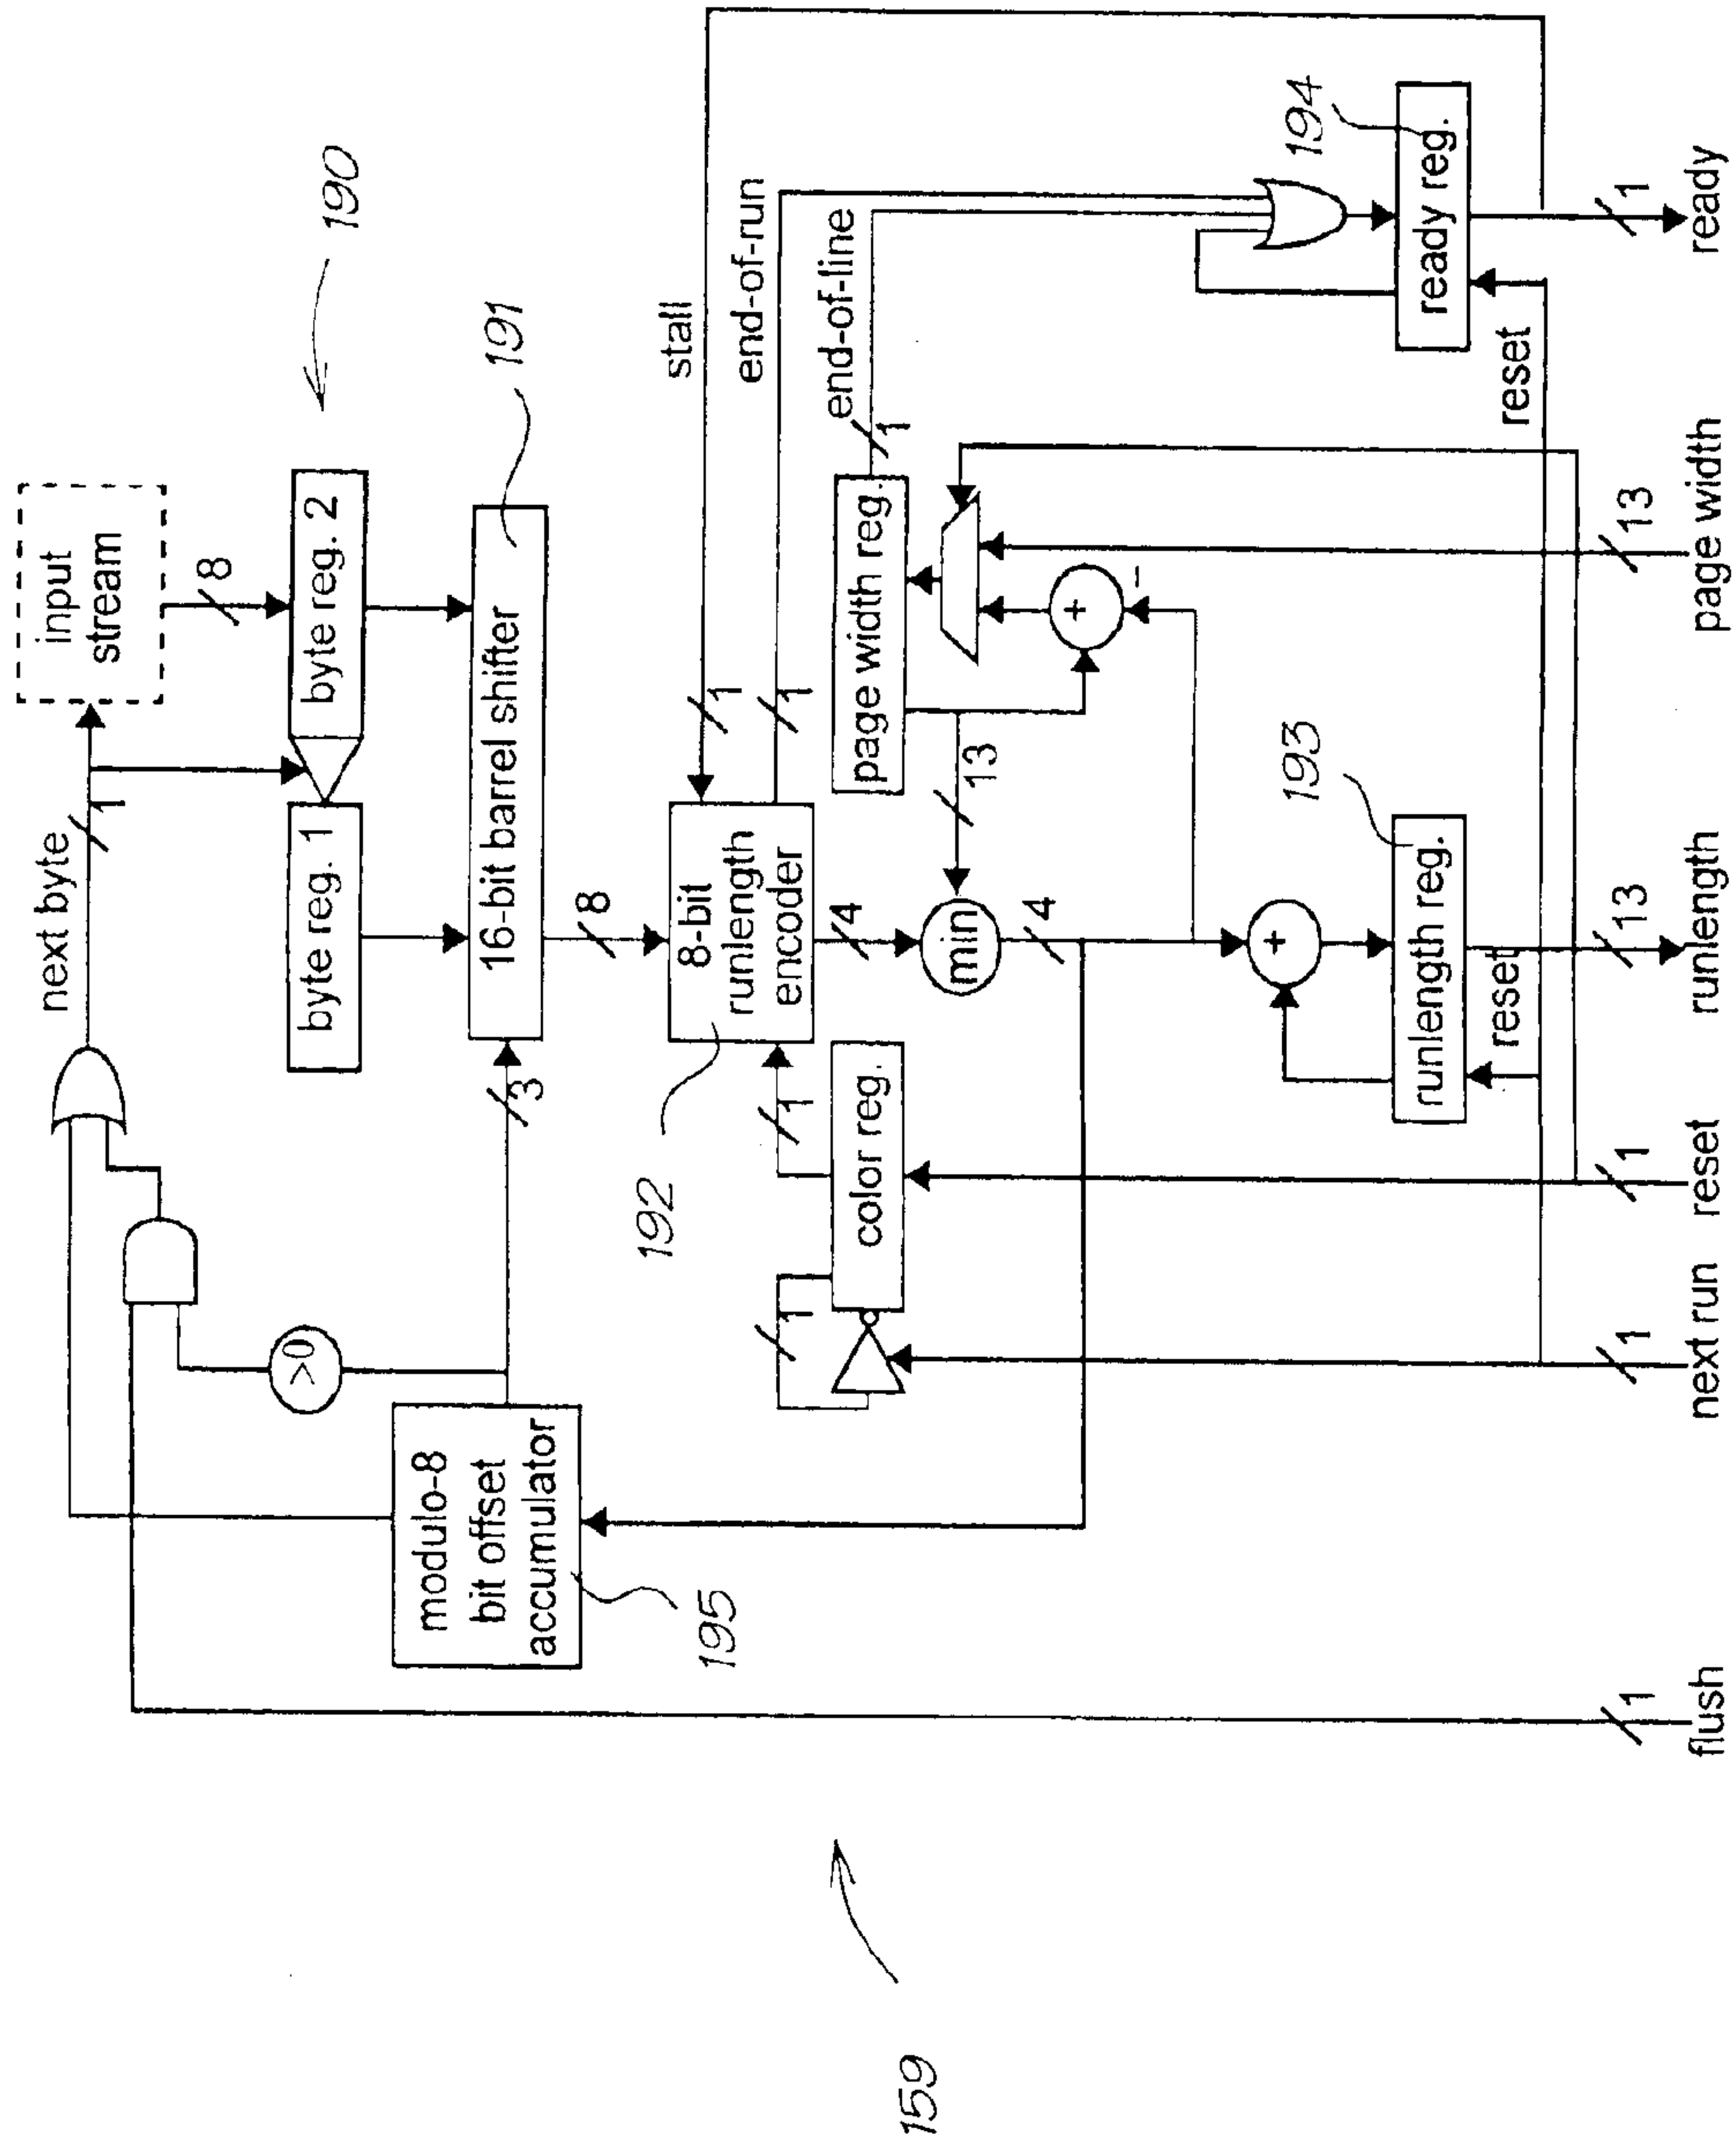 input
stream
next byte
1
8
190
byte reg. 1
byte reg. 2
16-bit barrel shifter
191
3
8
modulo-8
bit offset
accumulator
195
>0
192
8-bit
runlength
encoder
stall
1
end-of-run
1
end-of-line
1
1
color reg.
1
4
min
4
13
page width reg.
+
-
+
193
runlength reg.
reset
194
ready reg.
reset
1
flush
1
next run
1
reset
13
runlength
13
page width
1
ready
159